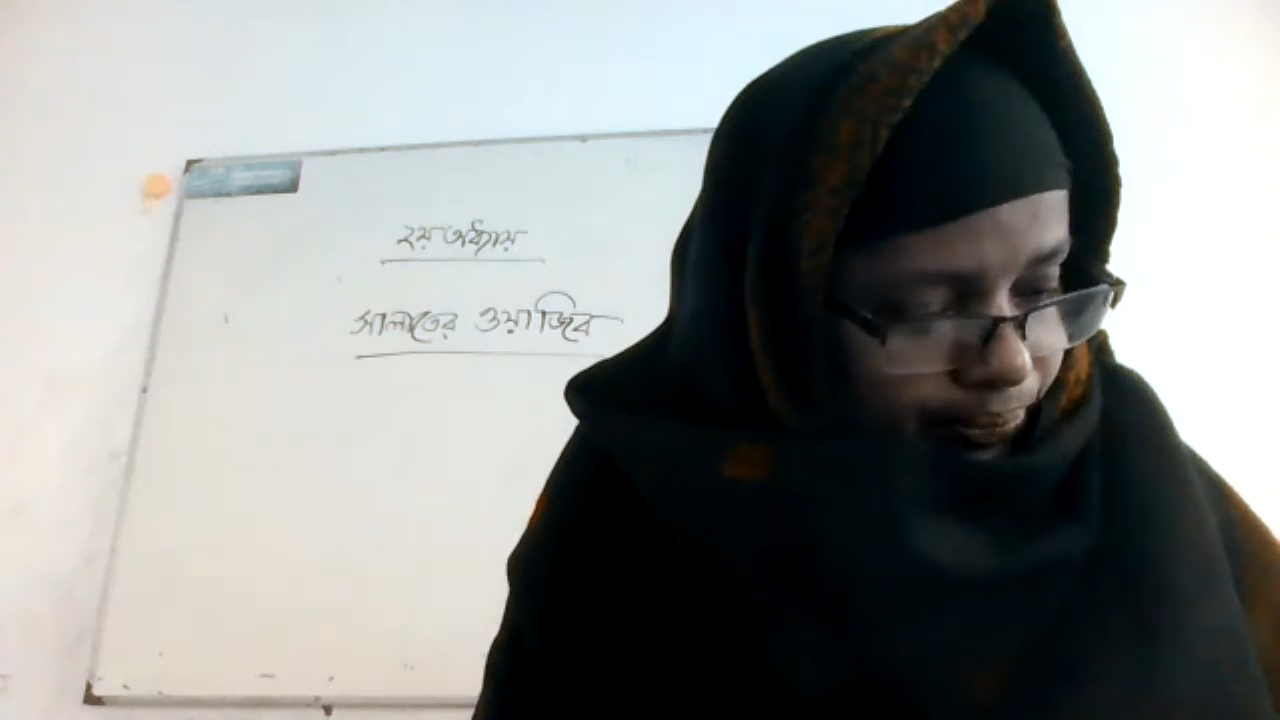 ২য় অধ্যায়
সালাতের ওয়াজিব